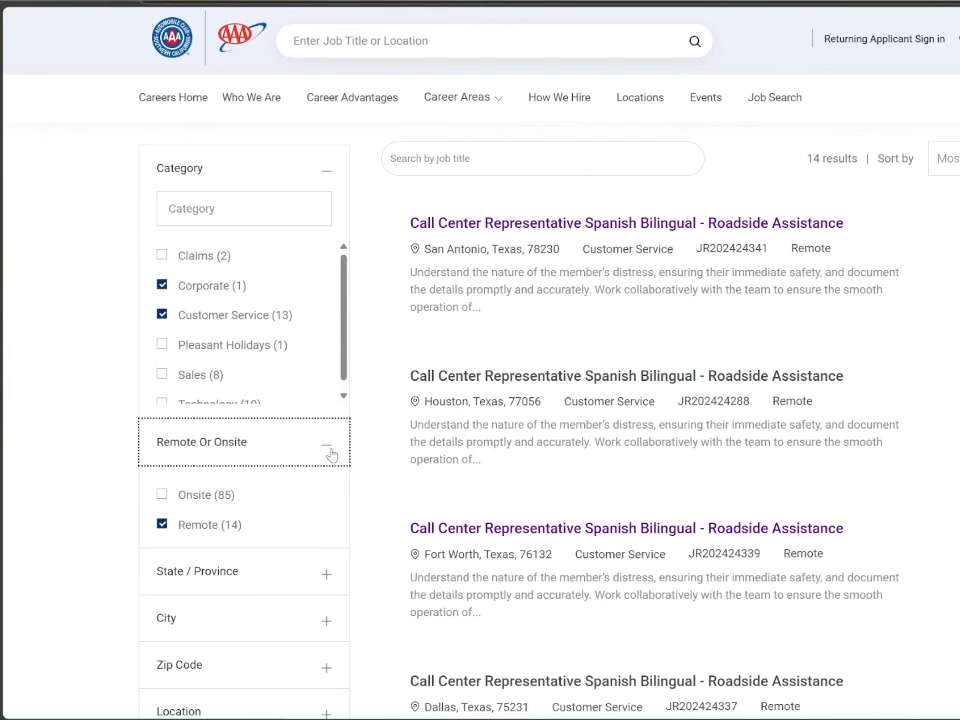 AAA
Enter Job Title or Location
Returning Applicant Sign in
Careers Home
Who We Are
Career Advantages
Career Areas
How We Hire
Locations
Events
Job Search
Category
Category
Claims (2)
Corporate (1)
Customer Service (13)
Pleasant Holidays (1)
Sales (8)
Technology (10)
Remote Or Onsite
Onsite (85)
Remote (14)
State / Province
City
Zip Code
Location
Search by job title
14 results | Sort by
Mos
Call Center Representative Spanish Bilingual - Roadside Assistance
San Antonio, Texas, 78230 Customer Service JR202424341 Remote
Understand the nature of the member's distress, ensuring their immediate safety, and document
the details promptly and accurately. Work collaboratively with the team to ensure the smooth
operation of...
Call Center Representative Spanish Bilingual - Roadside Assistance
Houston, Texas, 77056 Customer Service JR202424288 Remote
Understand the nature of the member's distress, ensuring their immediate safety, and document
the details promptly and accurately. Work collaboratively with the team to ensure the smooth
operation of...
Call Center Representative Spanish Bilingual - Roadside Assistance
Fort Worth, Texas, 76132 Customer Service JR202424339 Remote
Understand the nature of the member's distress, ensuring their immediate safety, and document
the details promptly and accurately. Work collaboratively with the team to ensure the smooth
operation of...
Call Center Representative Spanish Bilingual - Roadside Assistance
Dallas, Texas, 75231 Customer Service JR202424337 Remote